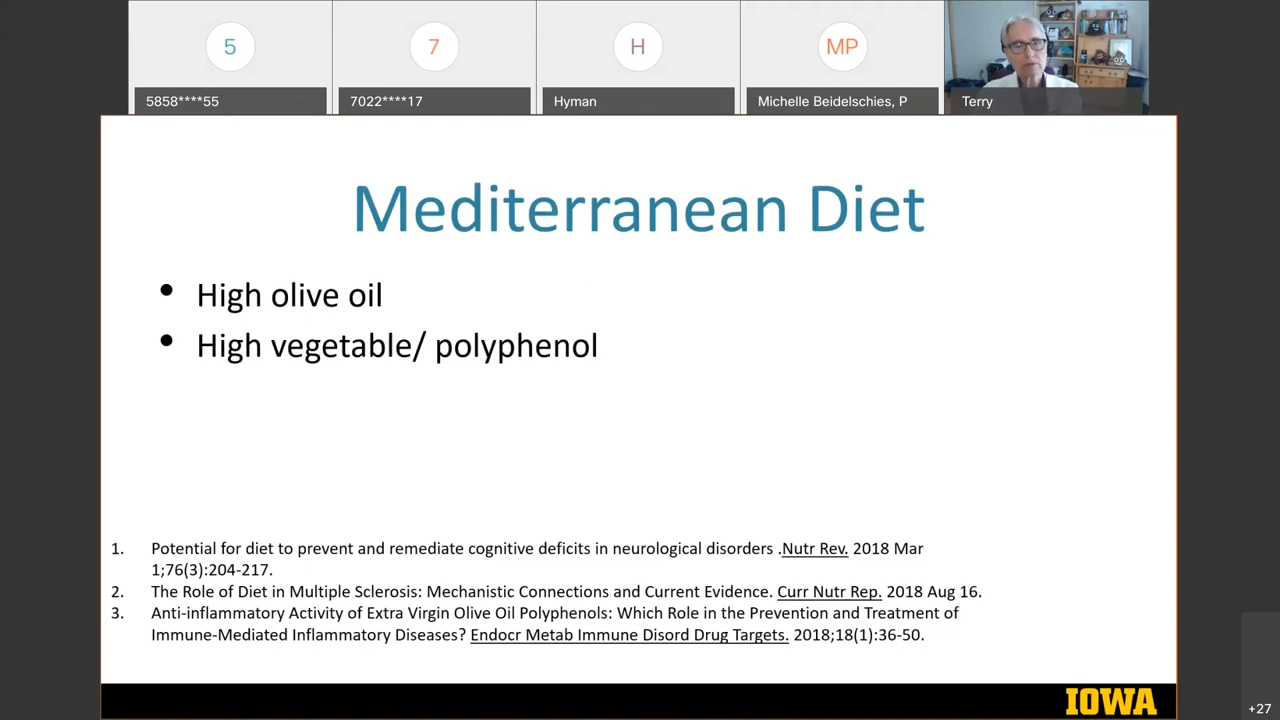 5
7
H
MP
5858****55
7022****17
Hyman
Michelle Beidelschies, P
Terry
Mediterranean Diet
• High olive oil
• High vegetable/ polyphenol
1. Potential for diet to prevent and remediate cognitive deficits in neurological disorders .Nutr Rev. 2018 Mar
1;76(3):204-217.
2. The Role of Diet in Multiple Sclerosis: Mechanistic Connections and Current Evidence. Curr Nutr Rep. 2018 Aug 16.
3. Anti-inflammatory Activity of Extra Virgin Olive Oil Polyphenols: Which Role in the Prevention and Treatment of
Immune-Mediated Inflammatory Diseases? Endocr Metab Immune Disord Drug Targets. 2018;18(1):36-50.
IOWA
+27